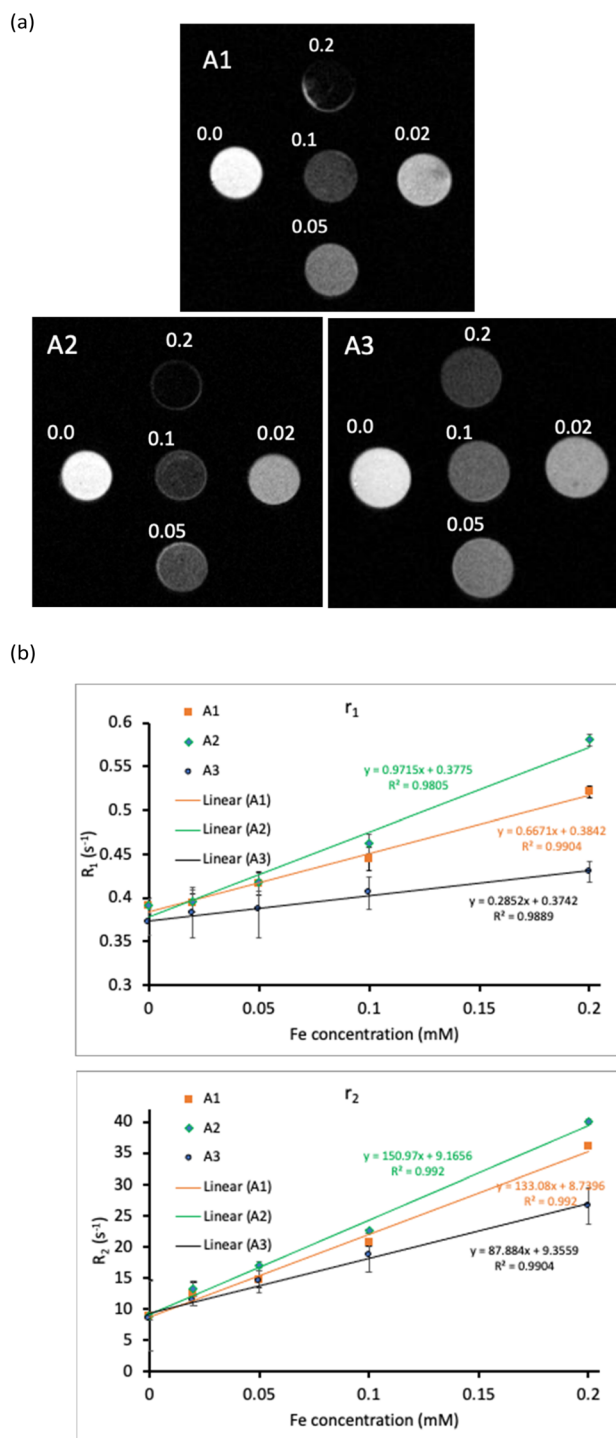 (a)
A1
0.2
0.0
0.1
0.02
0.05
A2
0.2
0.0
0.1
0.02
0.05
A3
0.2
0.0
0.1
0.02
0.05
(b)
r1
A1
A2
A3
Linear (A1)
Linear (A2)
Linear (A3)
y = 0.9715x + 0.3775
R² = 0.9805
y = 0.6671x + 0.3842
R² = 0.9904
y = 0.2852x + 0.3742
R² = 0.9889
R1 (s-1)
0.6
0.55
0.5
0.45
0.4
0.35
0.3
0
0.05
0.1
0.15
0.2
Fe concentration (mM)
r2
A1
A2
A3
Linear (A1)
Linear (A2)
Linear (A3)
y = 150.97x + 9.1656
R² = 0.992
y = 133.08x + 8.7396
R² = 0.992
y = 87.884x + 9.3559
R² = 0.9904
R2 (s-1)
40
35
30
25
20
15
10
5
0
0
0.05
0.1
0.15
0.2
Fe concentration (mM)